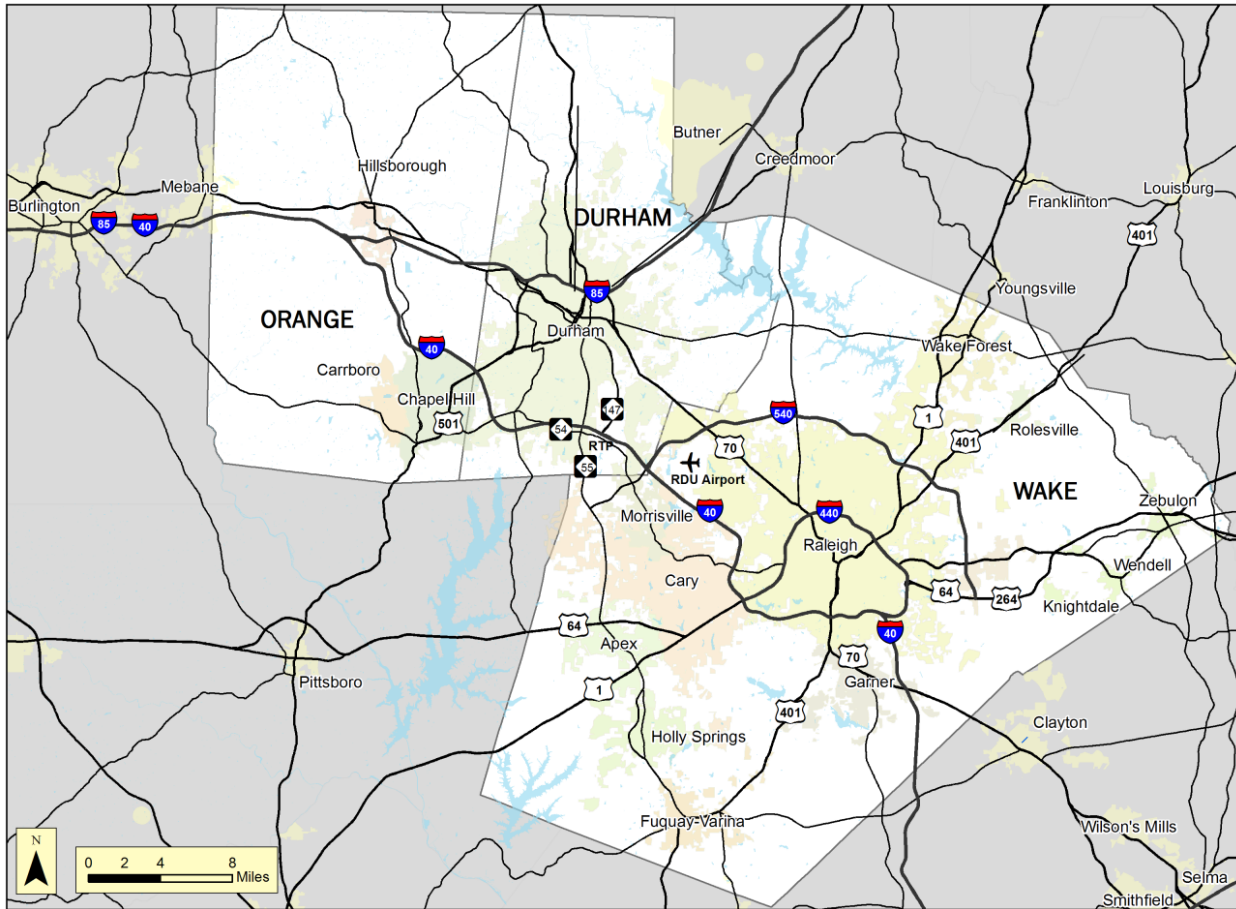 Butner
Creedmoor
Hillsborough
Mebane
Louisburg
Burlington
Franklinton
DURHAM
85
40
401
85
Youngsville
ORANGE
Durham
40
Wake Forest
Carrboro
Chapel Hill
147
540
1
501
54
401
Rolesville
RTP
70
55
RDU Airport
WAKE
Zebulon
Morrisville
40
440
Raleigh
Wendell
Cary
64
264
Knightdale
64
Apex
40
70
Pittsboro
1
Garner
401
Clayton
Holly Springs
Fuquay-Varina
Wilson's Mills
N
0 2 4 8
Miles
Selma
Smithfield